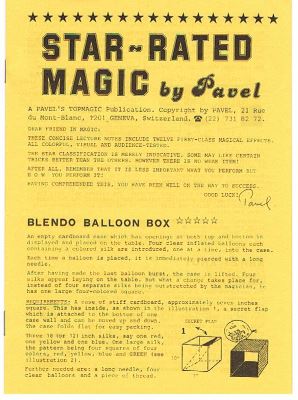 STAR~RATED
MAGIC by Pavel
A PAVEL'S TOPMAGIC Publication. Copyright by PAVEL, 21 Rue
du Mont-Blanc, 1201 GENEVA, Switzerland. ☎ (22) 731 82 72.
DEAR FRIEND IN MAGIC,
THESE CONCISE LECTURE NOTES INCLUDE TWELVE FIRST-CLASS MAGICAL EFFECTS.
ALL COLORFUL, VISUAL AND AUDIENCE-TESTED.
THE STAR CLASSIFICATION IS MERELY INDICATIVE. SOME MAY LIKE CERTAIN
TRICKS BETTER THAN THE OTHERS. HOWEVER THERE IS NO WEAK ITEM!
AFTER ALL, REMEMBER THAT IT IS LESS IMPORTANT WHAT YOU PERFORM BUT
HOW YOU PERFORM IT!
HAVING COMPREHENDED THIS, YOU HAVE BEEN WELL ON THE WAY TO SUCCESS.
GOOD LUCK!
Pavel
BLENDO BALLOON BOX ☆☆☆☆☆
An empty cardboard case which has openings at both top and bottom is
displayed and placed on the table. Four clear inflated balloons each
containing a colored silk are introduced, one at a time, into the case.
Each time a balloon is placed, it is immediately pierced with a long
needle.
After having made the last balloon burst, the case is lifted. Four
silks appear laying on the table. But what a change takes place for,
instead of four separate silks being outstretched by the magician, he
has one large four-colored square.
REQUIREMENTS: A case of stiff cardboard, approximately seven inches
square. This has inside, as shown in the illustration 1, a secret flap
which is attached to the bottom of one
case wall and can be moved up and down.
The case folds flat for easy packing.
Three 10 or 12 inch silks, say one red,
one yellow and one blue. One large silk,
the pattern being four squares of four
colors, red, yellow, blue and GREEN (see
illustration 2).
Further needed are: a long needle, four
clear balloons and a piece of thread.
SECRET FLAP
1